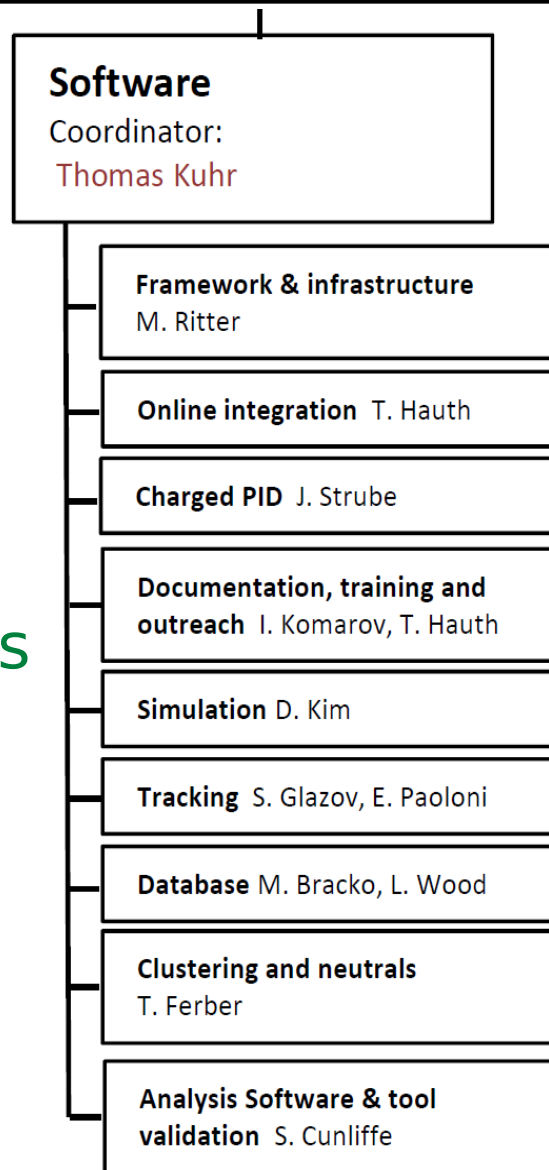 Software
Coordinator:
Thomas Kuhr
Framework & infrastructure
M. Ritter
Online integration T. Hauth
Charged PID J. Strube
Documentation, training and
outreach I. Komarov, T. Hauth
s
Simulation D. Kim
Tracking S. Glazov, E. Paoloni
Database M. Bracko, L. Wood
Clustering and neutrals
T. Ferber
Analysis Software & tool
validation S. Cunliffe